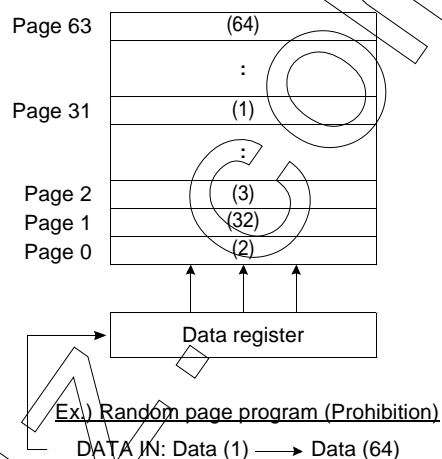 Page 63 (64)
:
Page 31 (1)
:
Page 2 (3)
Page 1 (32)
Page 0 (2)
Data register
Ex.) Random page program (Prohibition)
DATA IN: Data (1) → Data (64)